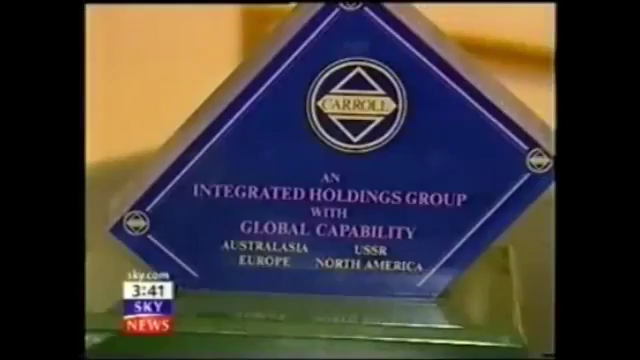 CARROLL
AN
INTEGRATED HOLDINGS GROUP
WITH
GLOBAL CAPABILITY
AUSTRALASIA USSR
EUROPE NORTH AMERICA
sky.com
3:41
SKY
NEWS